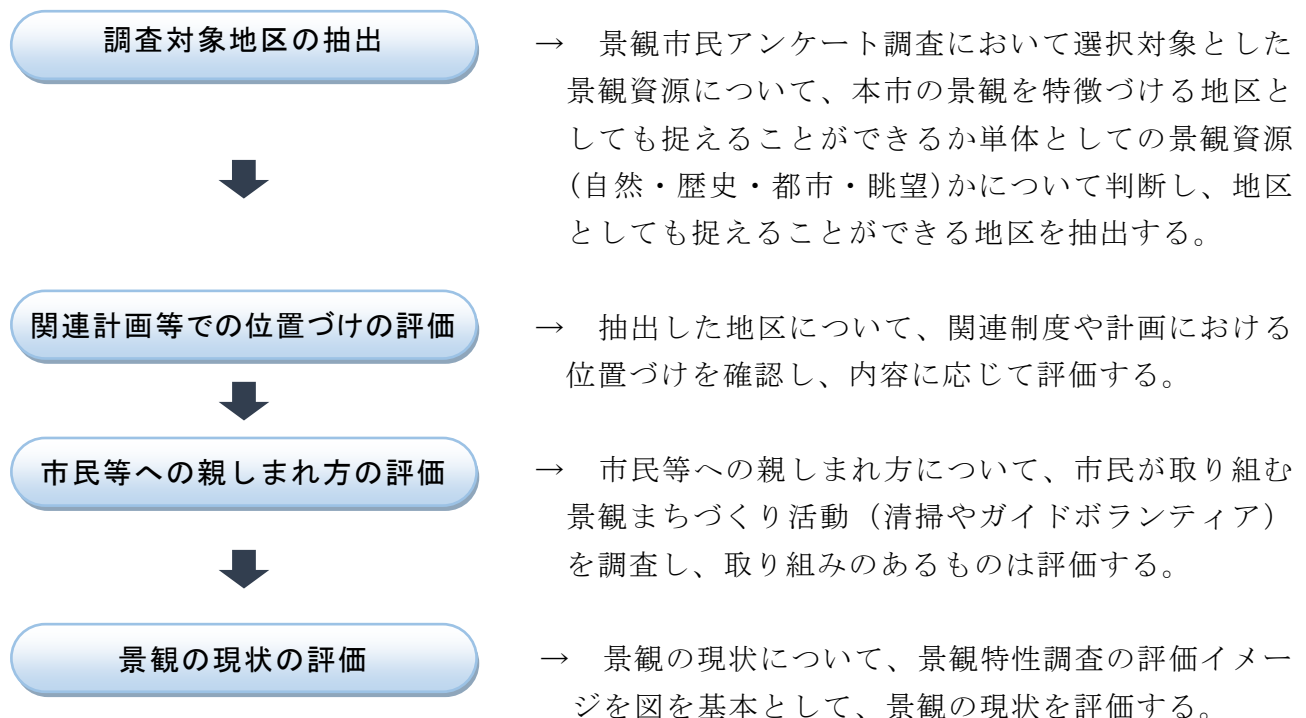 調査対象地区の抽出
→ 景観市民アンケート調査において選択対象とした
景観資源について、本市の景観を特徴づける地区と
しても捉えることができるか単体としての景観資源
(自然・歴史・都市・眺望)かについて判断し、地区
としても捉えることができる地区を抽出する。
関連計画等での位置づけの評価
→ 抽出した地区について、関連制度や計画における
位置づけを確認し、内容に応じて評価する。
市民等への親しまれ方の評価
→ 市民等への親しまれ方について、市民が取り組む
景観まちづくり活動（清掃やガイドボランティア）
を調査し、取り組みのあるものは評価する。
景観の現状の評価
→ 景観の現状について、景観特性調査の評価イメー
ジを図を基本として、景観の現状を評価する。